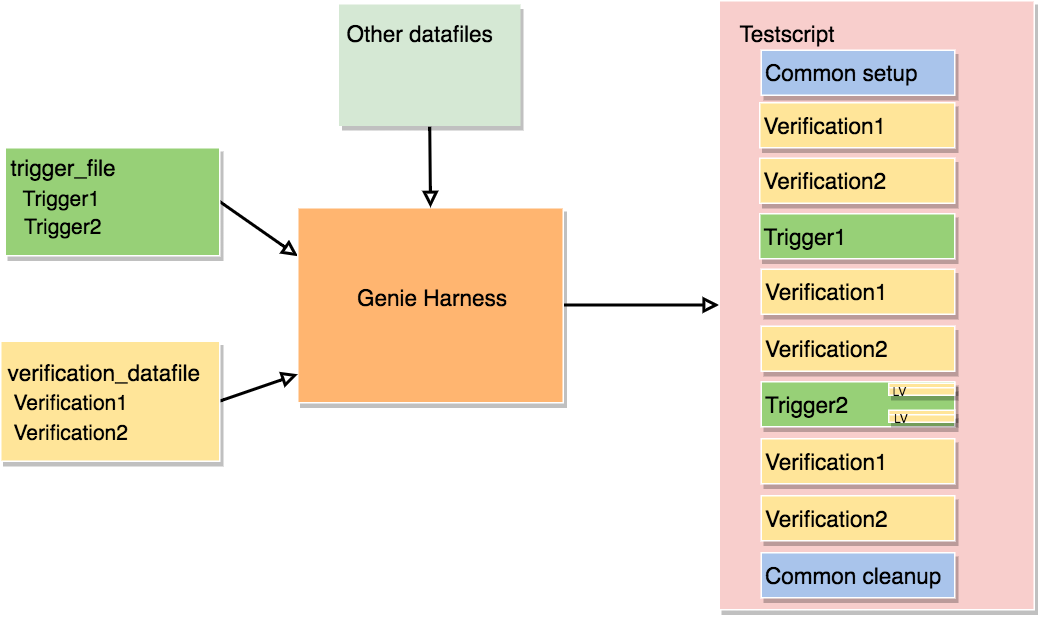 Other datafiles
trigger_file
Trigger1
Trigger2
verification_datafile
Verification1
Verification2
Genie Harness
Testscript
Common setup
Verification1
Verification2
Trigger1
Verification1
Verification2
Trigger2
LV
LV
Verification1
Verification2
Common cleanup